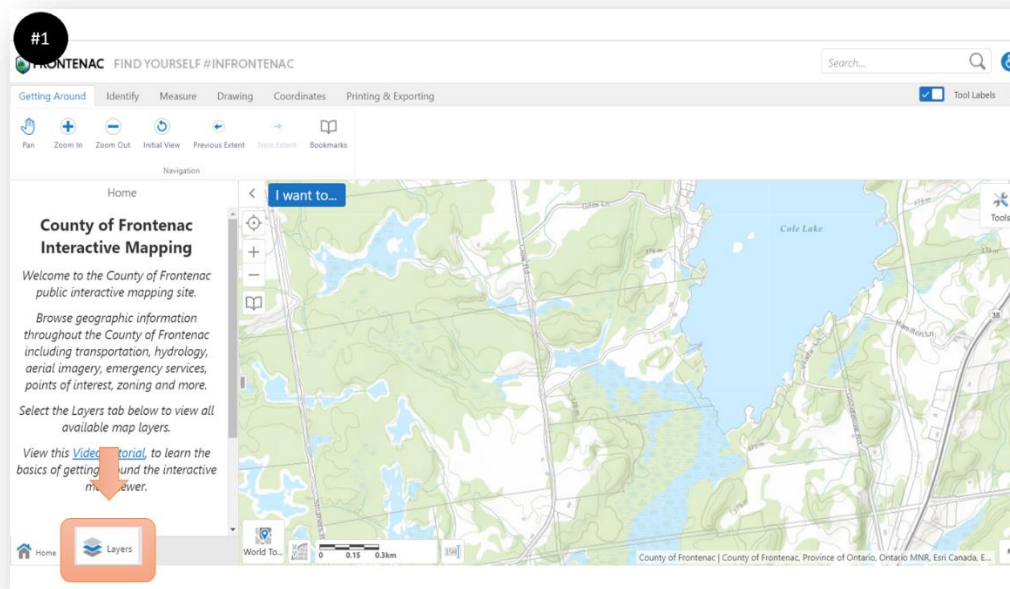 #1
FRONTENAC FIND YOURSELF #INFRONTENAC
Search...
Getting Around Identify Measure Drawing Coordinates Printing & Exporting
Tool Labels
Pan Zoom In Zoom Out Initial View Previous Extent Next Extent Bookmarks
Navigation
Home
I want to...
County of Frontenac
Interactive Mapping
Welcome to the County of Frontenac
public interactive mapping site.
Browse geographic information
throughout the County of Frontenac
including transportation, hydrology,
aerial imagery, emergency services,
points of interest, zoning and more.
Select the Layers tab below to view all
available map layers.
View this Video Tutorial, to learn the
basics of getting around the interactive
viewer.
Home
Layers
Tools
Giles Ln
Cole Lake
38
Hamilton Ln
World To...
0 0.15 0.3km
County of Frontenac | County of Frontenac, Province of Ontario, Ontario MNR, Esri Canada, E...